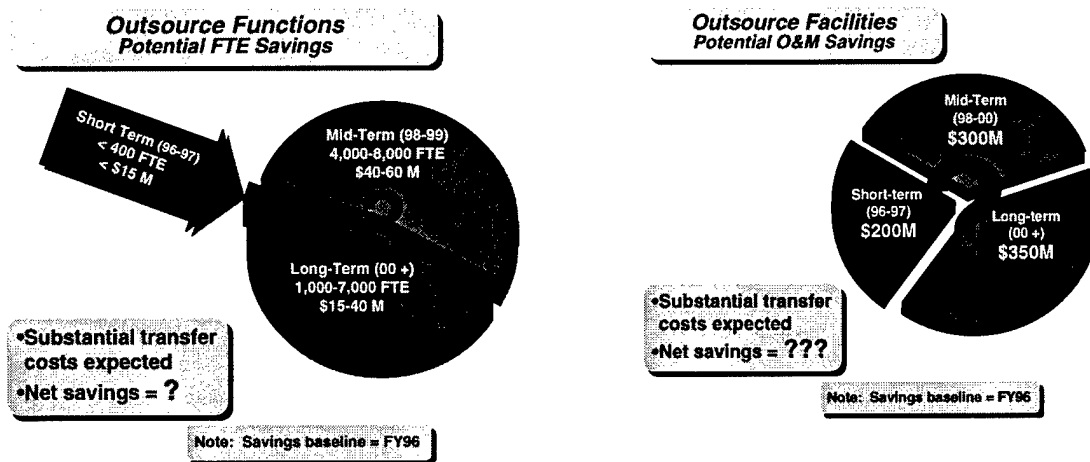 Outsource Functions
Potential FTE Savings
Short Term (96-97)
< 400 FTE
< $15 M
Mid-Term (98-99)
4,000-8,000 FTE
$40-60 M
Long-Term (00 +)
1,000-7,000 FTE
$15-40 M
•Substantial transfer
costs expected
•Net savings = ?
Note: Savings baseline = FY96
Outsource Facilities
Potential O&M Savings
Mid-Term
(98-00)
$300M
Short-term
(96-97)
$200M
Long-term
(00 +)
$350M
•Substantial transfer
costs expected
•Net savings = ???
Note: Savings baseline = FY96